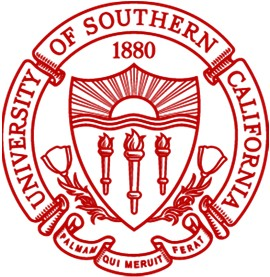 UNIVERSITY OF SOUTHERN CALIFORNIA
1880
PALMAM QUI MERUIT FERAT